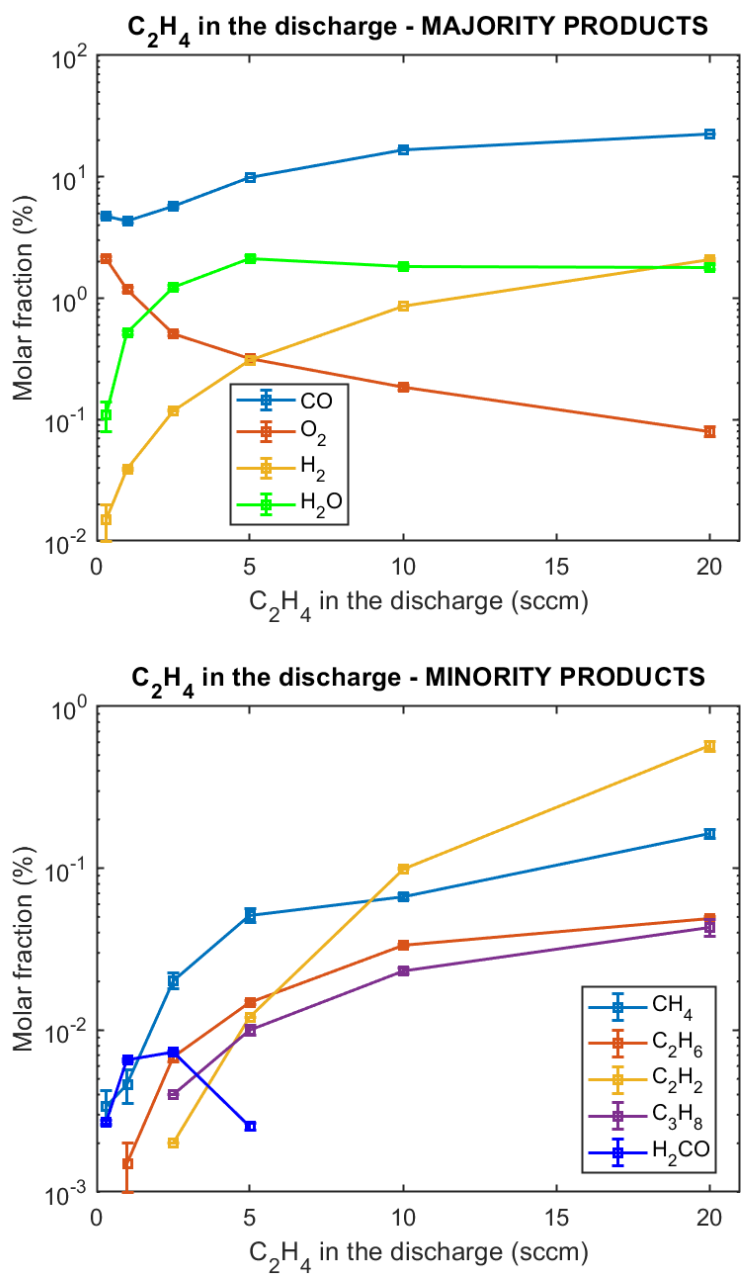 C2H4 in the discharge - MAJORITY PRODUCTS
Molar fraction (%)
10^2
10^1
10^0
10^-1
10^-2
CO
O2
H2
H2O
0 5 10 15 20
C2H4 in the discharge (sccm)
C2H4 in the discharge - MINORITY PRODUCTS
Molar fraction (%)
10^0
10^-1
10^-2
10^-3
CH4
C2H6
C2H2
C3H8
H2CO
0 5 10 15 20
C2H4 in the discharge (sccm)